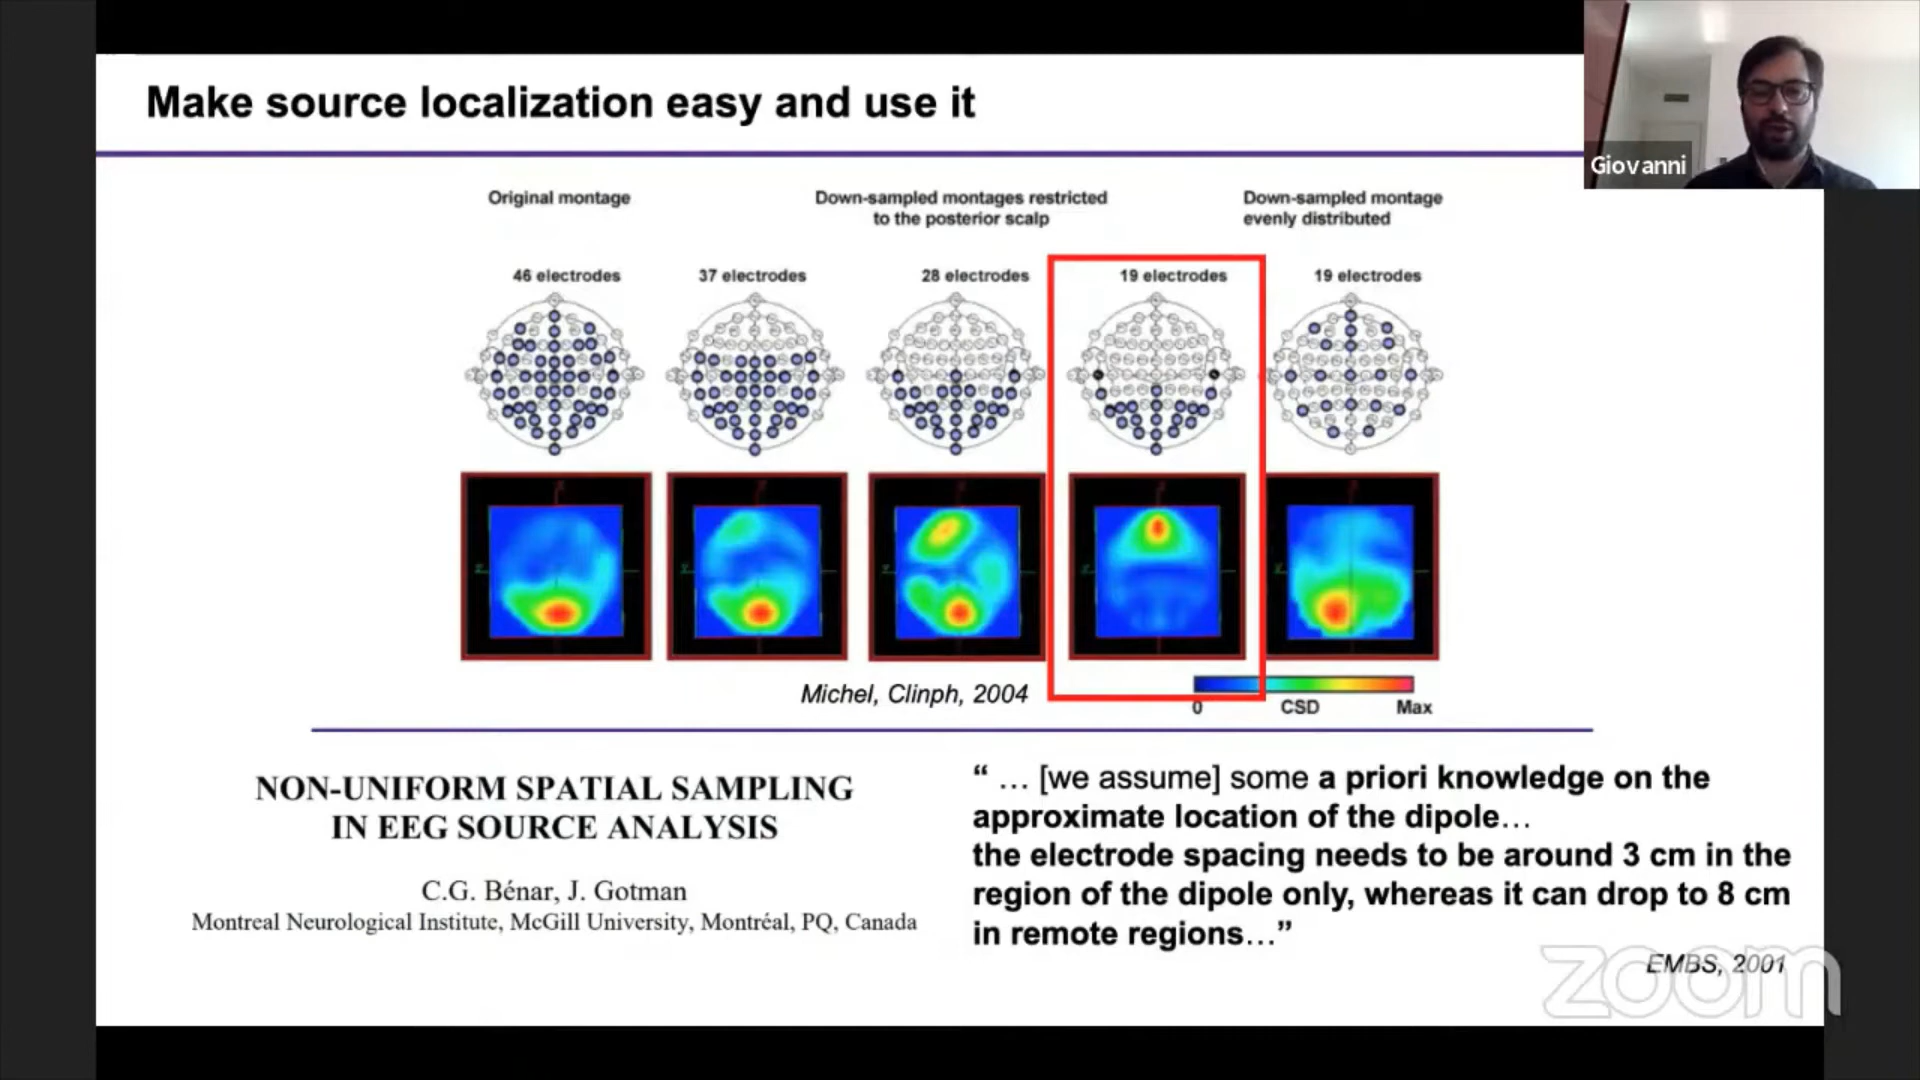 Make source localization easy and use it
Giovanni
Original montage
Down-sampled montages restricted
to the posterior scalp
Down-sampled montage
evenly distributed
46 electrodes
37 electrodes
28 electrodes
19 electrodes
19 electrodes
Michel, Clinph, 2004
0
CSD
Max
NON-UNIFORM SPATIAL SAMPLING
IN EEG SOURCE ANALYSIS
C.G. Bénar, J. Gotman
Montreal Neurological Institute, McGill University, Montréal, PQ, Canada
“ … [we assume] some a priori knowledge on the
approximate location of the dipole…
the electrode spacing needs to be around 3 cm in the
region of the dipole only, whereas it can drop to 8 cm
in remote regions…”
EMBS, 2001
zoom